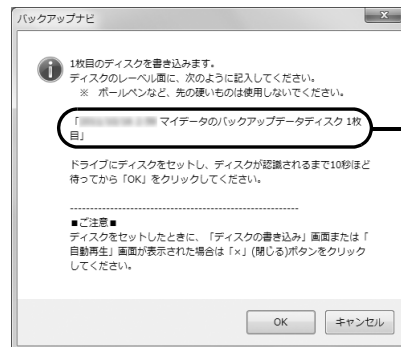 バックアップナビ
1枚目のディスクを書き込みます。
ディスクのレーベル面に、次のように記入してください。
※ ボールペンなど、先の硬いものは使用しないでください。
「 マイデータのバックアップデータディスク 1枚
目」
ドライブにディスクをセットし、ディスクが認識されるまで10秒ほど
待ってから「OK」をクリックしてください。
--------------------------------------------------------
■ご注意■
ディスクをセットしたときに、「ディスクの書き込み」画面または「
自動再生」画面が表示された場合は「×」(閉じる)ボタンをクリック
してください。
OK キャンセル